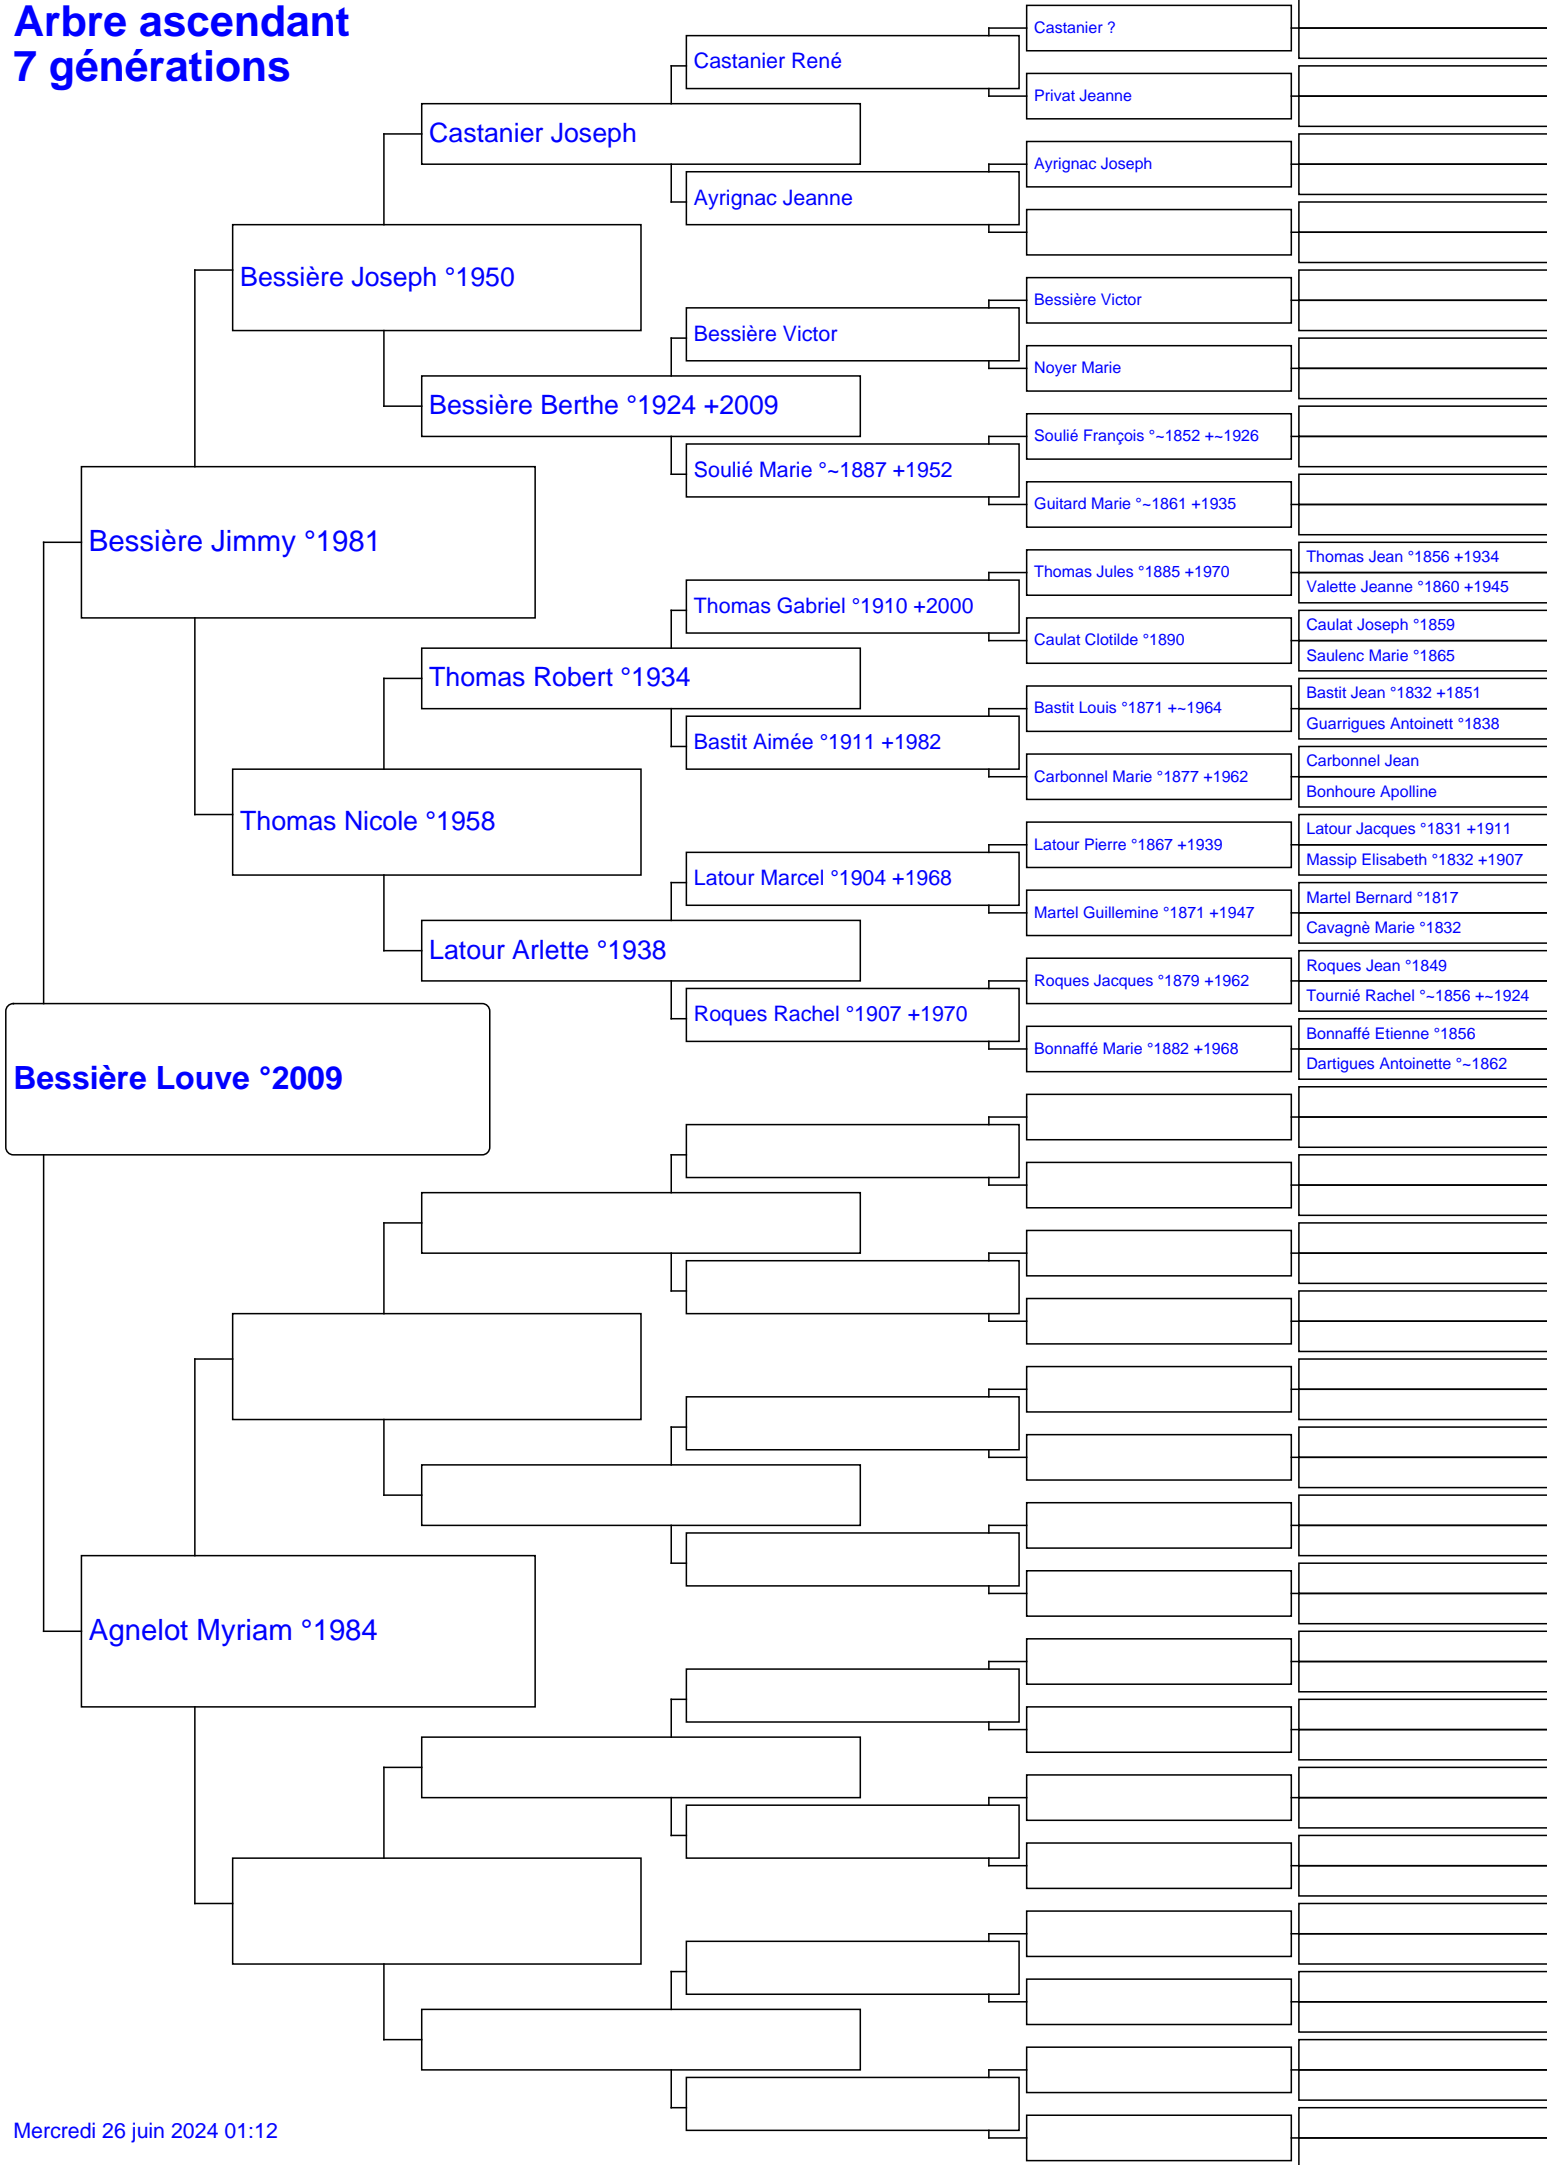 Arbre ascendant
7 générations
Castanier ?
Castanier René
Privat Jeanne
Castanier Joseph
Ayrignac Joseph
Ayrignac Jeanne
Bessière Joseph °1950
Bessière Victor
Bessière Victor
Noyer Marie
Bessière Berthe °1924 +2009
Soulié François °~1852 +~1926
Soulié Marie °~1887 +1952
Guitard Marie °~1861 +1935
Bessière Jimmy °1981
Thomas Jean °1856 +1934
Thomas Jules °1885 +1970
Valette Jeanne °1860 +1945
Thomas Gabriel °1910 +2000
Caulat Joseph °1859
Caulat Clotilde °1890
Saulenc Marie °1865
Thomas Robert °1934
Bastit Jean °1832 +1851
Bastit Louis °1871 +~1964
Guarrigues Antoinett °1838
Bastit Aimée °1911 +1982
Carbonnel Jean
Carbonnel Marie °1877 +1962
Bonhoure Apolline
Thomas Nicole °1958
Latour Jacques °1831 +1911
Latour Pierre °1867 +1939
Massip Elisabeth °1832 +1907
Latour Marcel °1904 +1968
Martel Bernard °1817
Martel Guillemine °1871 +1947
Cavagnè Marie °1832
Latour Arlette °1938
Roques Jean °1849
Roques Jacques °1879 +1962
Tournié Rachel °~1856 +~1924
Roques Rachel °1907 +1970
Bonnaffé Etienne °1856
Bonnaffé Marie °1882 +1968
Dartigues Antoinette °~1862
Bessière Louve °2009
Agnelot Myriam °1984
Mercredi 26 juin 2024 01:12